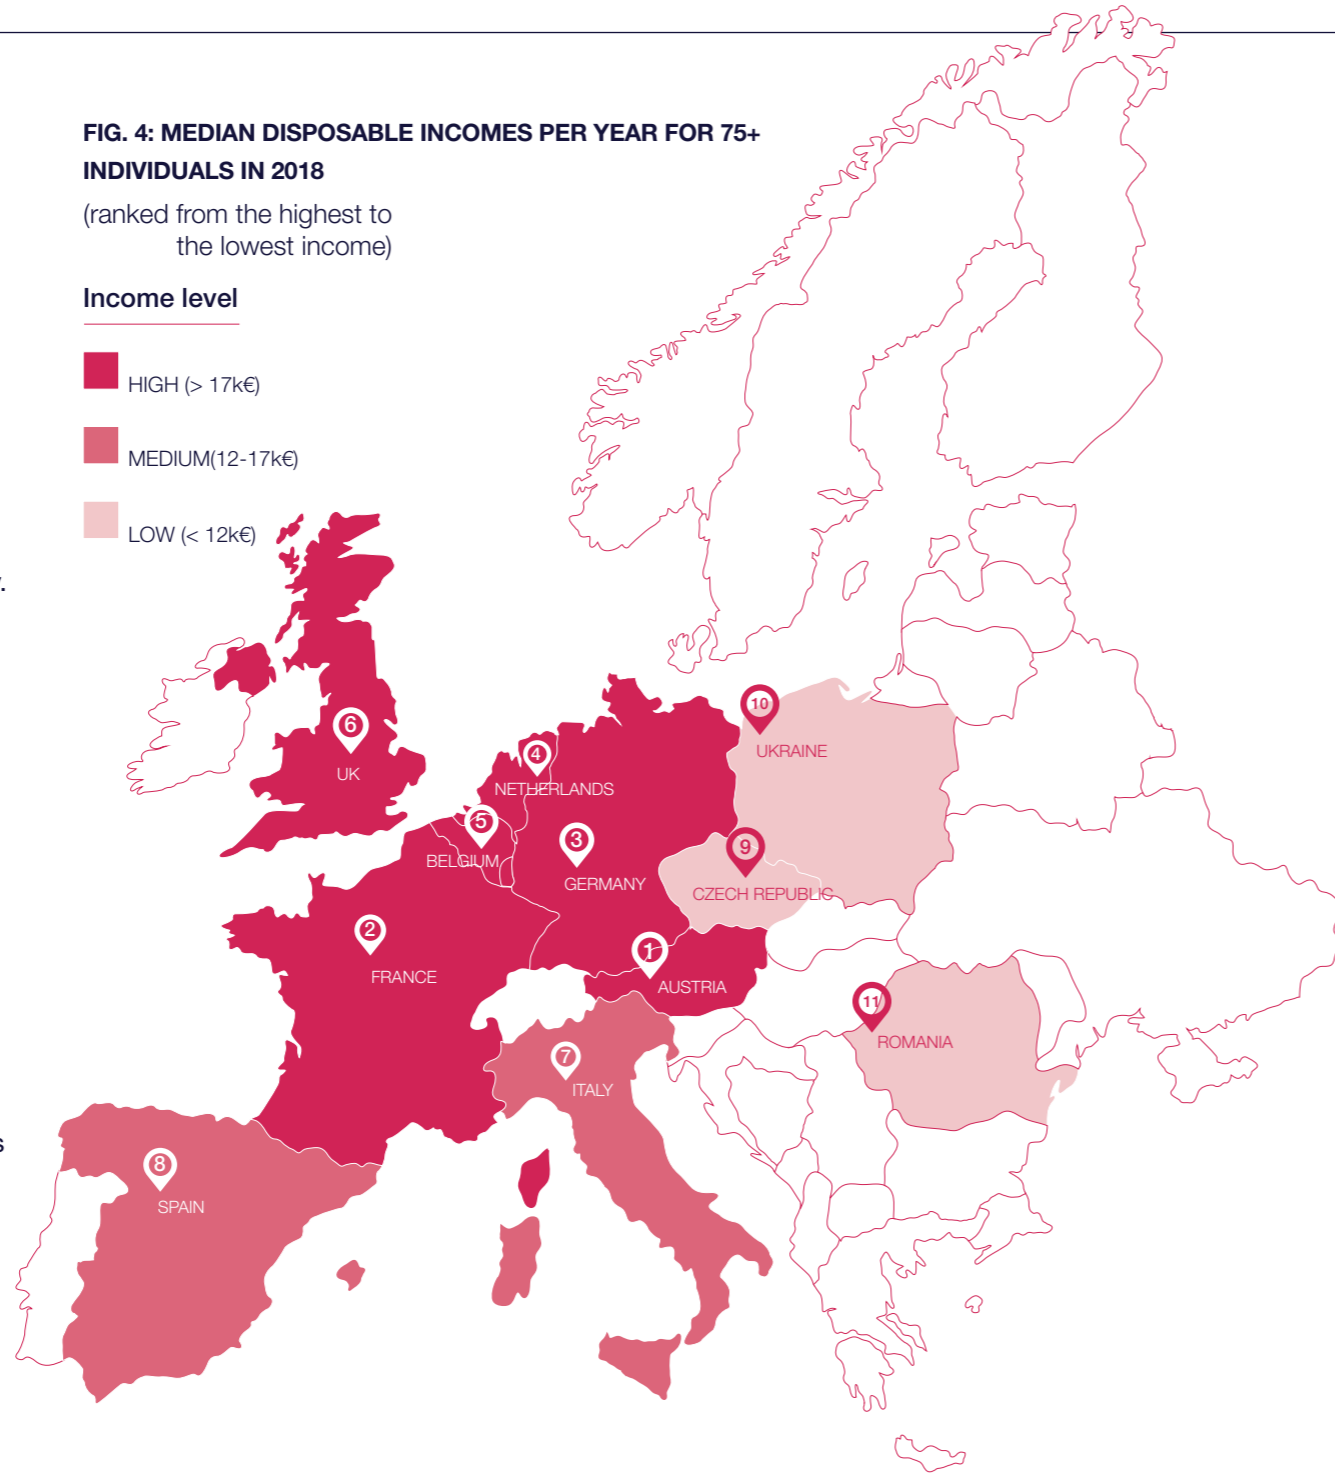 FIG. 4: MEDIAN DISPOSABLE INCOMES PER YEAR FOR 75+
INDIVIDUALS IN 2018
(ranked from the highest to
the lowest income)
Income level
HIGH (> 17k€)
MEDIUM(12-17k€)
LOW (< 12k€)
.
6
UK
10
UKRAINE
4
NETHERLANDS
5
BELGIUM
3
GERMANY
9
CZECH REPUBLIC
2
FRANCE
1
AUSTRIA
11
ROMANIA
7
ITALY
s
8
SPAIN